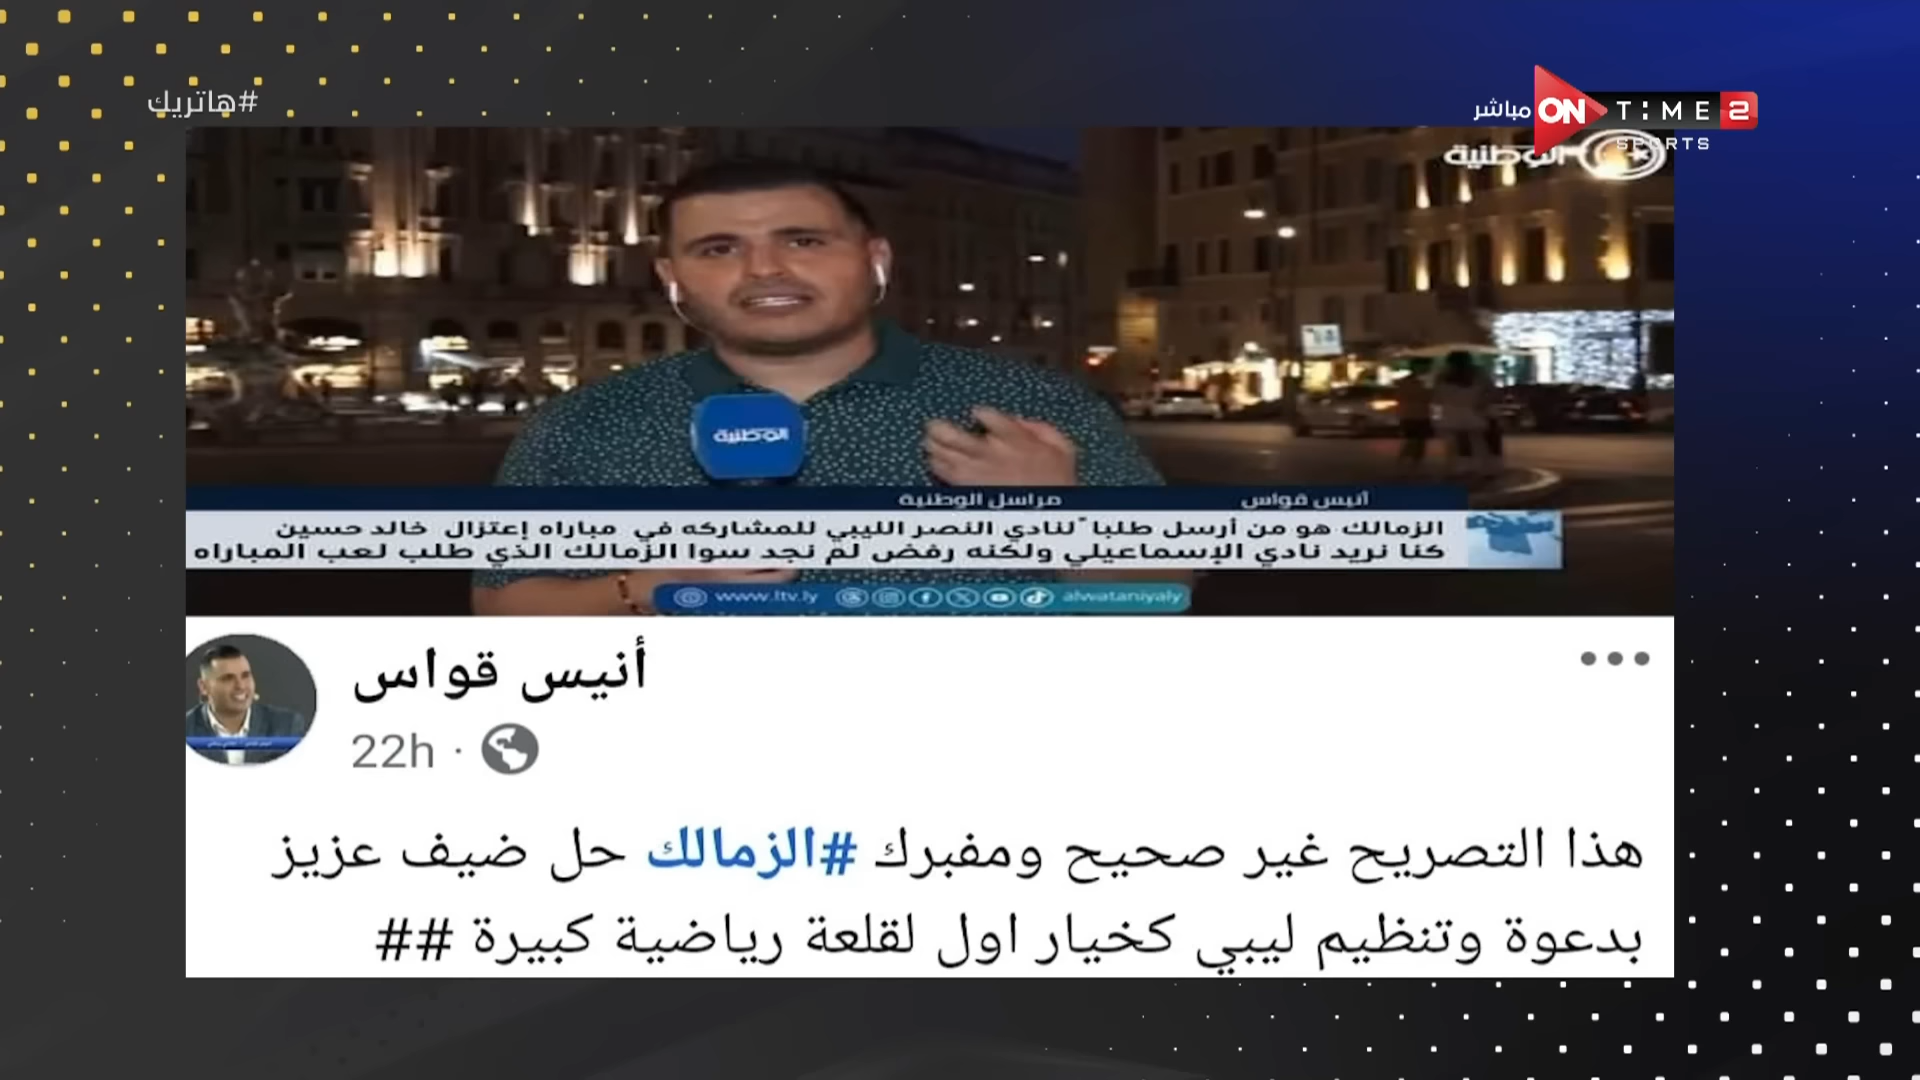 #هاتريك
مباشر ON TIME 2
SPORTS
الوطنية
الوطنية
أنيس قواس
مراسل الوطنية
الزمالك هو من أرسل طلباً لنادي النصر الليبي للمشاركه في مباراه إعتزال خالد حسين
كنا نريد نادي الإسماعيلي ولكنه رفض لم نجد سوا الزمالك الذي طلب لعب المباراه
www.ltv.ly
alwataniyaly
أنيس قواس
22h ·
هذا التصريح غير صحيح ومفبرك #الزمالك حل ضيف عزيز
بدعوة وتنظيم ليبي كخيار اول لقلعة رياضية كبيرة ##